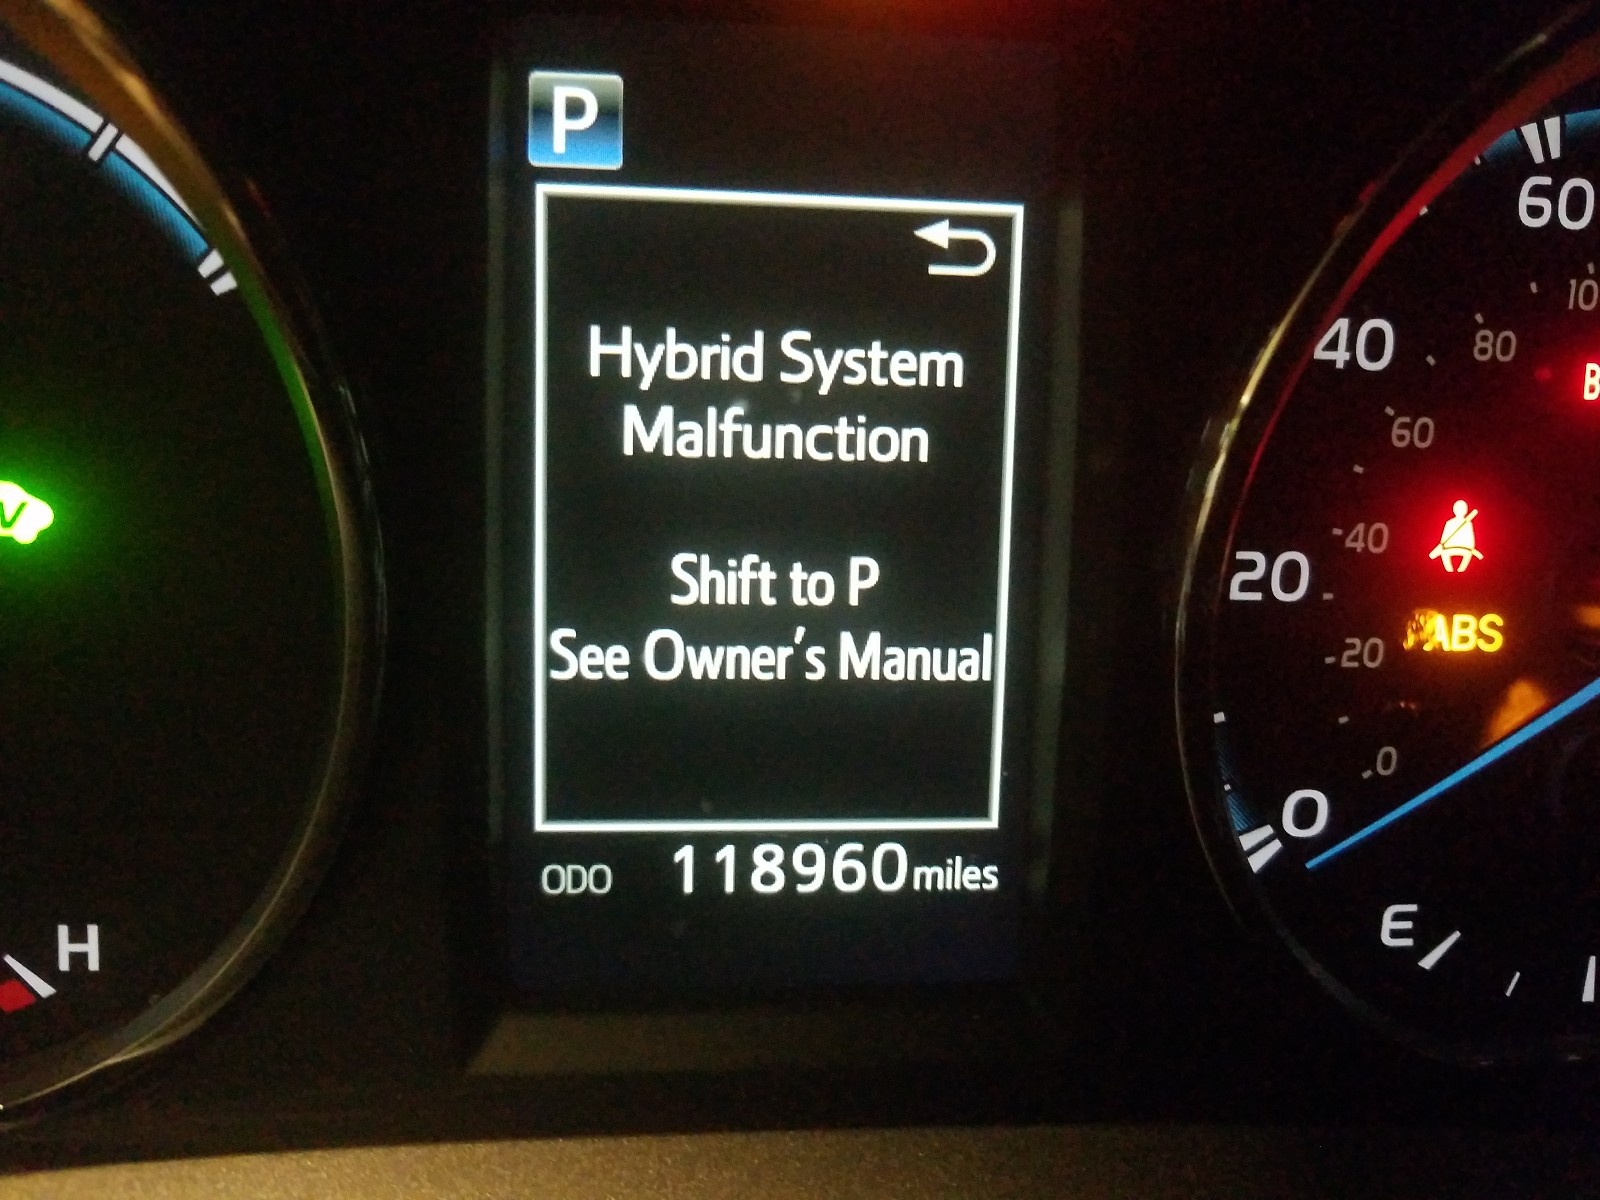 P
Hybrid System
Malfunction
Shift to P
See Owner's Manual
ODO 118960 miles
H
V
60
40
80
60
20
40
20
0
0
ABS
E